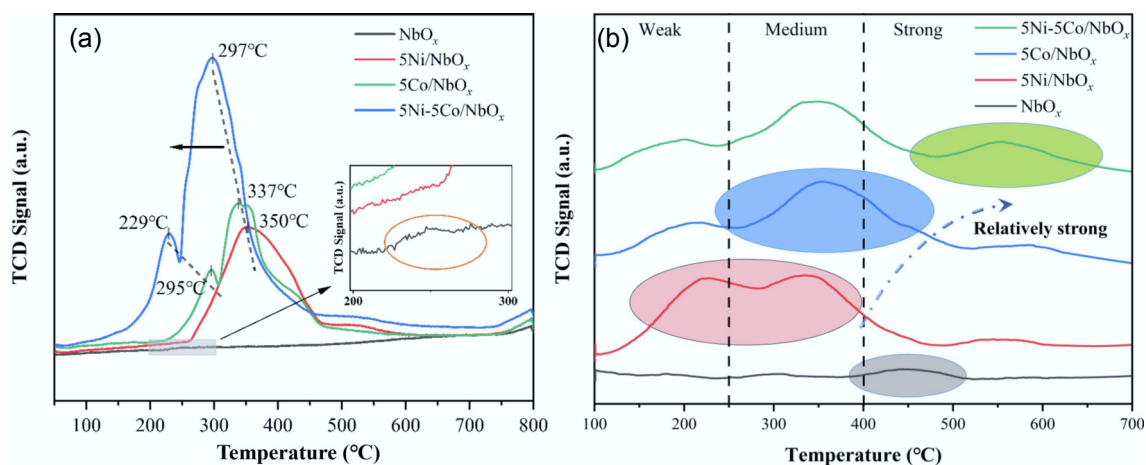 (a)
297℃
229℃
295℃
337℃
350℃
NbOx
5Ni/NbOx
5Co/NbOx
5Ni-5Co/NbOx
TCD Signal (a.u.)
200
300
TCD Signal (a.u.)
100 200 300 400 500 600 700 800
Temperature (℃)
(b)
Weak Medium Strong
5Ni-5Co/NbOx
5Co/NbOx
5Ni/NbOx
NbOx
Relatively strong
TCD Signal (a.u.)
100 200 300 400 500 600 700
Temperature (℃)